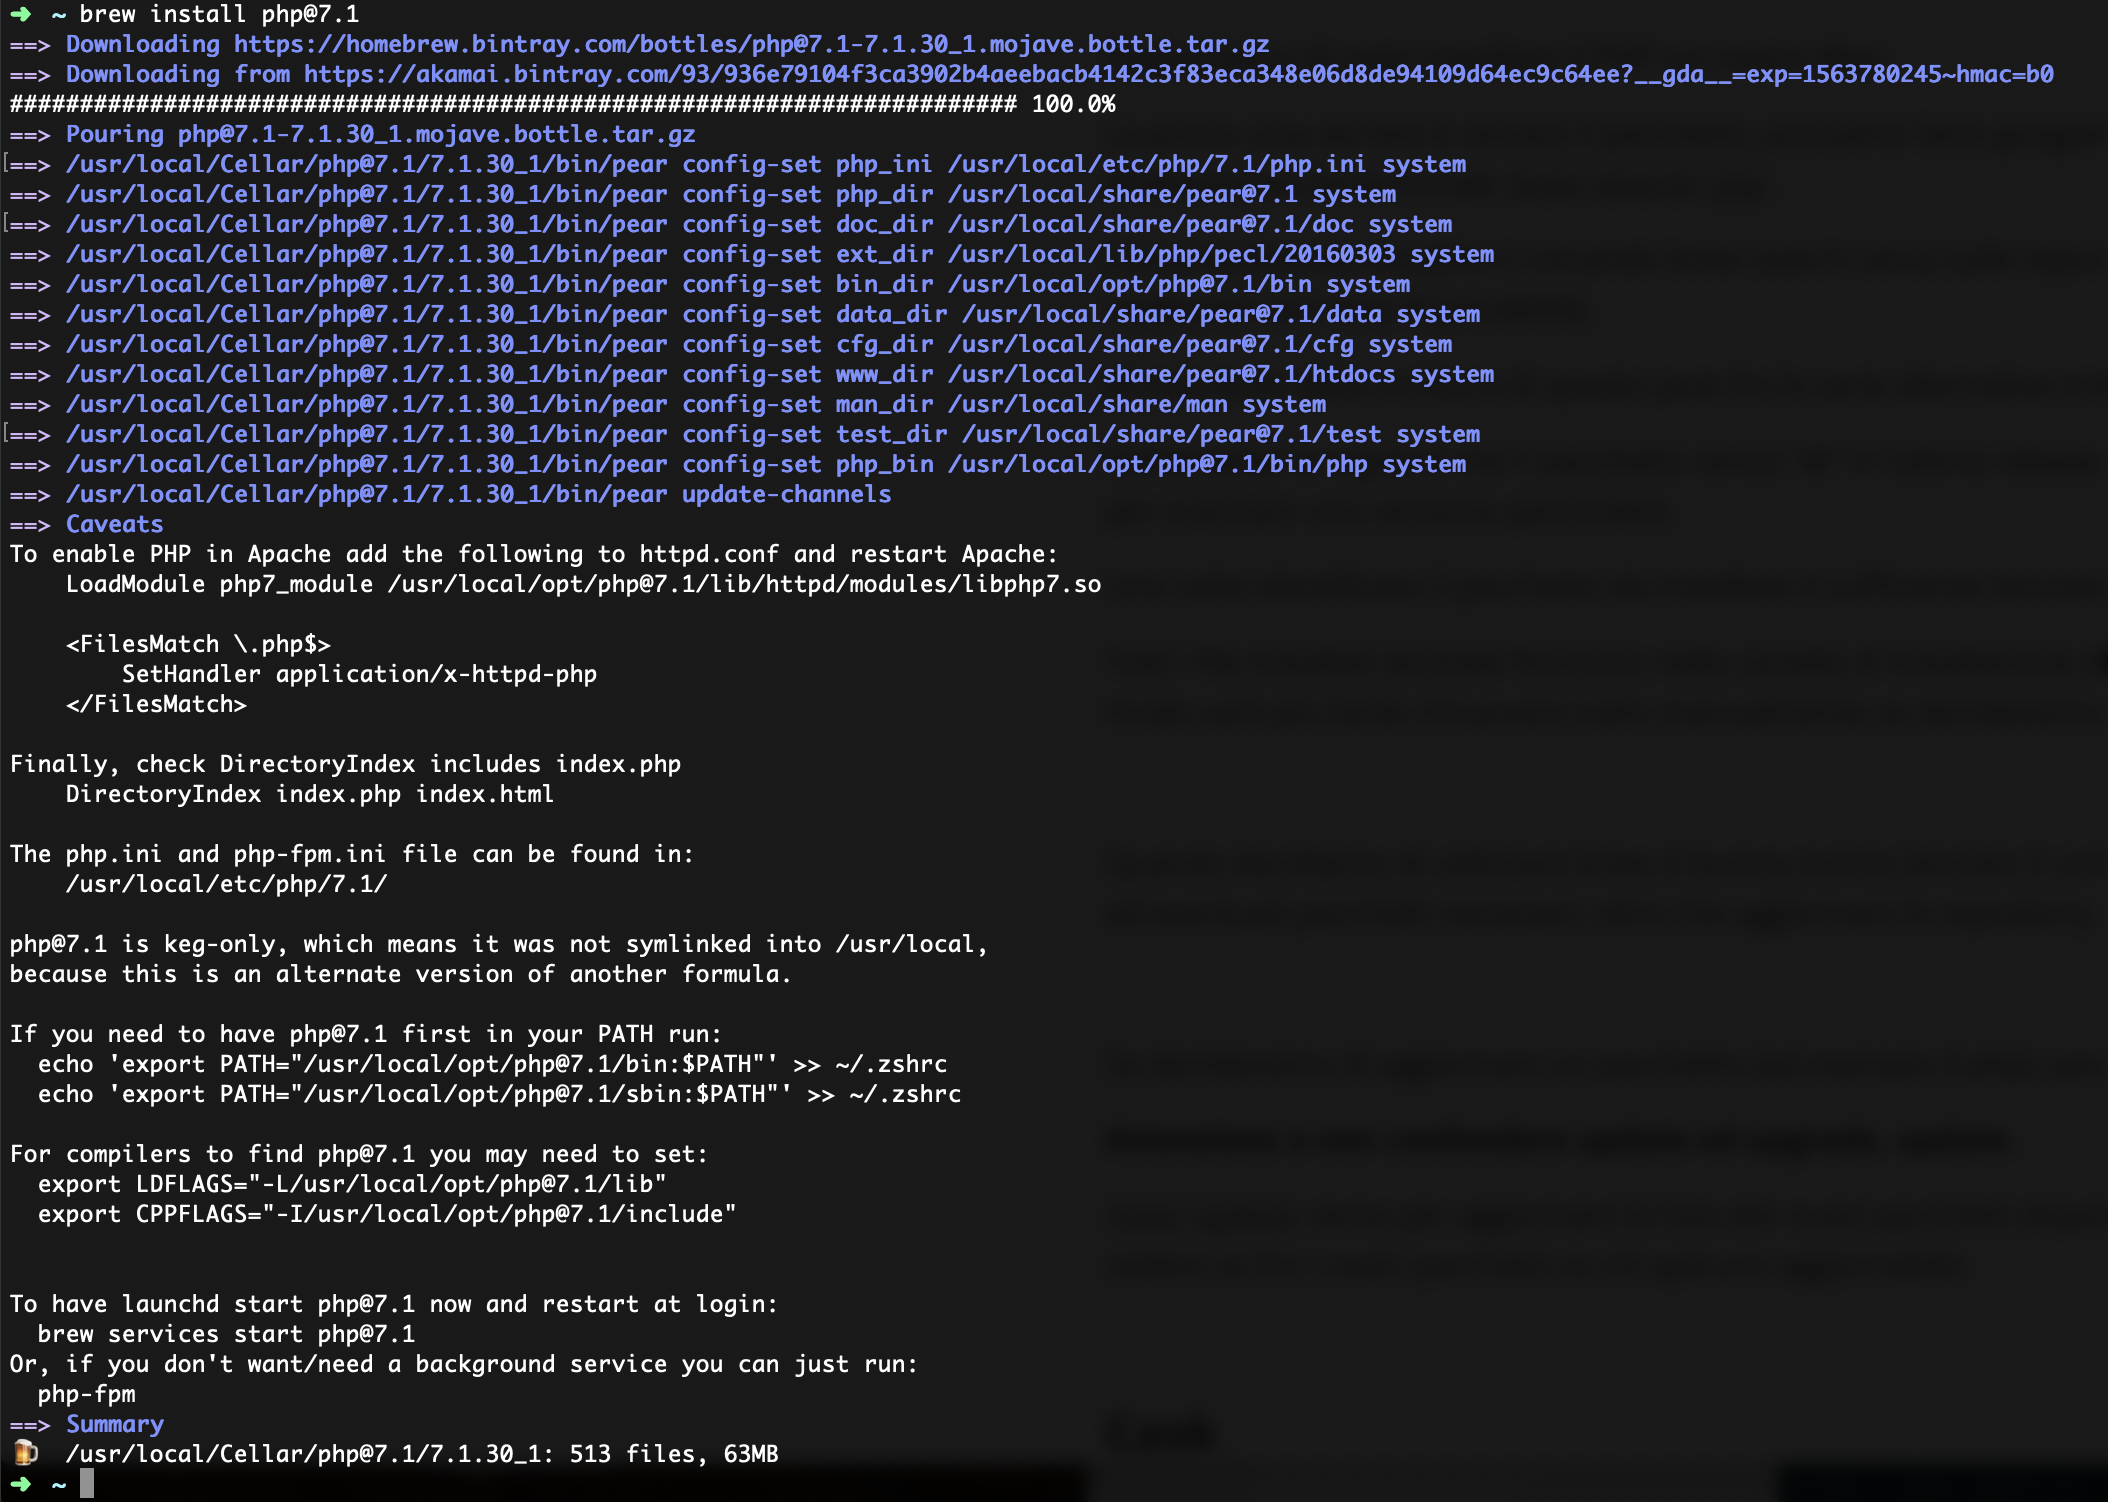 ➜ ~ brew install php@7.1
==> Downloading https://homebrew.bintray.com/bottles/php@7.1-7.1.30_1.mojave.bottle.tar.gz
==> Downloading from https://akamai.bintray.com/93/936e79104f3ca3902b4aeebacb4142c3f83eca348e06d8de94109d64ec9c64ee?__gda__=exp=1563780245~hmac=b0
######################################################################## 100.0%
==> Pouring php@7.1-7.1.30_1.mojave.bottle.tar.gz
==> /usr/local/Cellar/php@7.1/7.1.30_1/bin/pear config-set php_ini /usr/local/etc/php/7.1/php.ini system
==> /usr/local/Cellar/php@7.1/7.1.30_1/bin/pear config-set php_dir /usr/local/share/pear@7.1 system
==> /usr/local/Cellar/php@7.1/7.1.30_1/bin/pear config-set doc_dir /usr/local/share/pear@7.1/doc system
==> /usr/local/Cellar/php@7.1/7.1.30_1/bin/pear config-set ext_dir /usr/local/lib/php/pecl/20160303 system
==> /usr/local/Cellar/php@7.1/7.1.30_1/bin/pear config-set bin_dir /usr/local/opt/php@7.1/bin system
==> /usr/local/Cellar/php@7.1/7.1.30_1/bin/pear config-set data_dir /usr/local/share/pear@7.1/data system
==> /usr/local/Cellar/php@7.1/7.1.30_1/bin/pear config-set cfg_dir /usr/local/share/pear@7.1/cfg system
==> /usr/local/Cellar/php@7.1/7.1.30_1/bin/pear config-set www_dir /usr/local/share/pear@7.1/htdocs system
==> /usr/local/Cellar/php@7.1/7.1.30_1/bin/pear config-set man_dir /usr/local/share/man system
==> /usr/local/Cellar/php@7.1/7.1.30_1/bin/pear config-set test_dir /usr/local/share/pear@7.1/test system
==> /usr/local/Cellar/php@7.1/7.1.30_1/bin/pear config-set php_bin /usr/local/opt/php@7.1/bin/php system
==> /usr/local/Cellar/php@7.1/7.1.30_1/bin/pear update-channels
==> Caveats
To enable PHP in Apache add the following to httpd.conf and restart Apache:
    LoadModule php7_module /usr/local/opt/php@7.1/lib/httpd/modules/libphp7.so

    <FilesMatch \.php$>
        SetHandler application/x-httpd-php
    </FilesMatch>

Finally, check DirectoryIndex includes index.php
    DirectoryIndex index.php index.html

The php.ini and php-fpm.ini file can be found in:
    /usr/local/etc/php/7.1/

php@7.1 is keg-only, which means it was not symlinked into /usr/local,
because this is an alternate version of another formula.

If you need to have php@7.1 first in your PATH run:
  echo 'export PATH="/usr/local/opt/php@7.1/bin:$PATH"' >> ~/.zshrc
  echo 'export PATH="/usr/local/opt/php@7.1/sbin:$PATH"' >> ~/.zshrc

For compilers to find php@7.1 you may need to set:
  export LDFLAGS="-L/usr/local/opt/php@7.1/lib"
  export CPPFLAGS="-I/usr/local/opt/php@7.1/include"


To have launchd start php@7.1 now and restart at login:
  brew services start php@7.1
Or, if you don't want/need a background service you can just run:
  php-fpm
==> Summary
🍺  /usr/local/Cellar/php@7.1/7.1.30_1: 513 files, 63MB
➜ ~